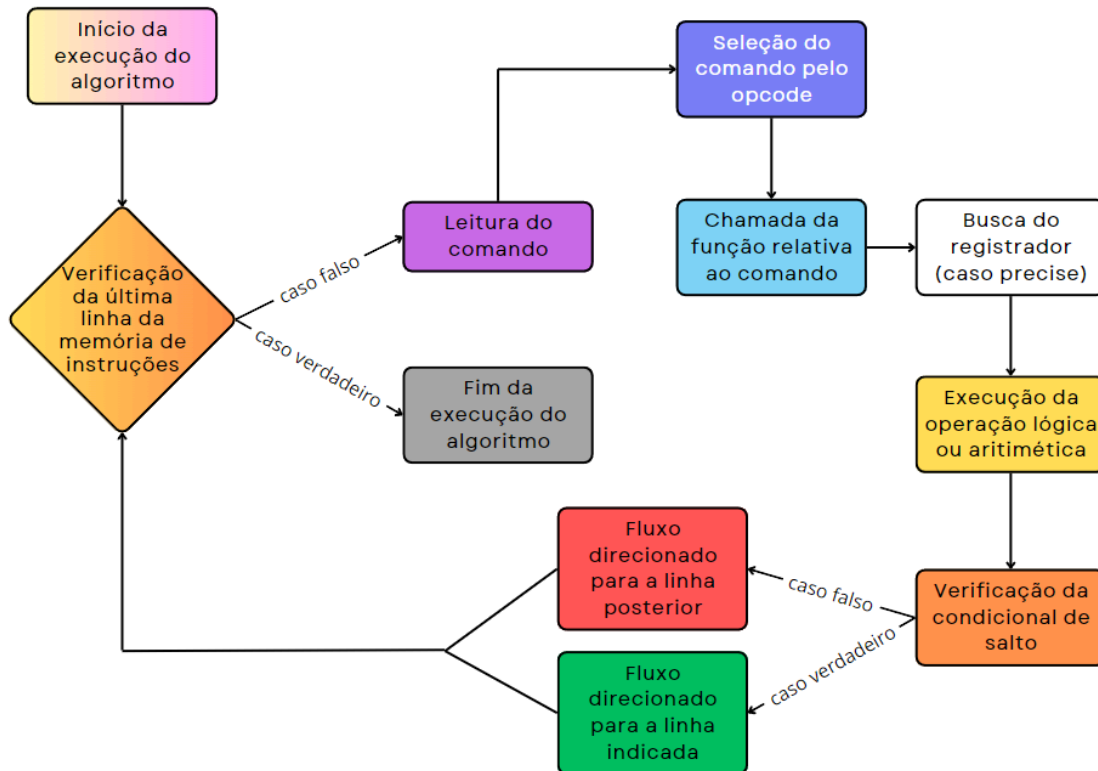 Início da
execução do
algoritmo
Verificação
da última
linha da
memória de
instruções
caso falso
caso verdadeiro
Leitura do
comando
Fim da
execução do
algoritmo
Seleção do
comando pelo
opcode
Chamada da
função relativa
ao comando
Busca do
registrador
(caso precise)
Execução da
operação lógica
ou aritimética
Verificação da
condicional de
salto
caso falso
caso verdadeiro
Fluxo
direcionado
para a linha
posterior
Fluxo
direcionado
para a linha
indicada